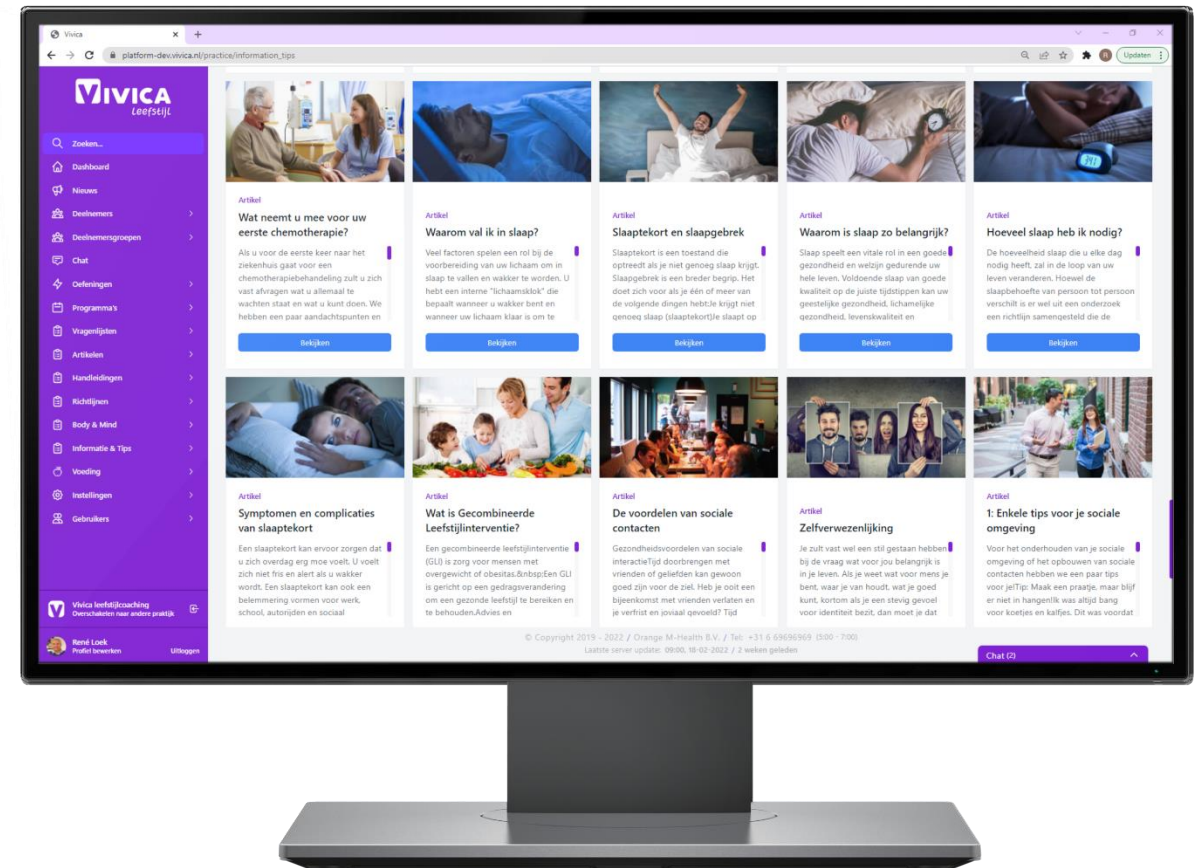 Vivica
platform-dev.vivica.nl/practice/information_tips
Updaten
VIVICA
Leefstijl
Zoeken...
Dashboard
Nieuws
Deelnemers
Deelnemersgroepen
Chat
Oefeningen
Programma's
Vragenlijsten
Artikelen
Handleidingen
Richtlijnen
Body & Mind
Informatie & Tips
Voeding
Instellingen
Gebruikers
Vivica leefstijlcoaching
Overschakelen naar andere praktijk
René Loek
Profiel bewerken
Uitloggen
Artikel
Wat neemt u mee voor uw
eerste chemotherapie?
Als u voor de eerste keer naar het
ziekenhuis gaat voor een
chemotherapiebehandeling zult u zich
vast afvragen wat u allemaal te
wachten staat en wat u kunt doen. We
hebben een paar aandachtspunten en
Bekijken
Artikel
Waarom val ik in slaap?
Veel factoren spelen een rol bij de
voorbereiding van uw lichaam om in
slaap te vallen en wakker te worden. U
hebt een interne "lichaamsklok" die
bepaalt wanneer u wakker bent en
wanneer uw lichaam klaar is om te
Bekijken
Artikel
Slaaptekort en slaapgebrek
Slaaptekort is een toestand die
optreedt als je niet genoeg slaap krijgt.
Slaapgebrek is een breder begrip. Het
doet zich voor als je één of meer van
de volgende dingen hebt:Je krijgt niet
genoeg slaap (slaaptekort)Je slaapt op
Bekijken
Artikel
Waarom is slaap zo belangrijk?
Slaap speelt een vitale rol in een goede
gezondheid en welzijn gedurende uw
hele leven. Voldoende slaap van goede
kwaliteit op de juiste tijdstippen kan uw
geestelijke gezondheid, lichamelijke
gezondheid, levenskwaliteit en
Bekijken
Artikel
Hoeveel slaap heb ik nodig?
De hoeveelheid slaap die u elke dag
nodig heeft, zal in de loop van uw
leven veranderen. Hoewel de
slaapbehoefte van persoon tot persoon
verschilt is er wel uit een onderzoek
een richtlijn samengesteld die de
Bekijken
Artikel
Symptomen en complicaties
van slaaptekort
Een slaaptekort kan ervoor zorgen dat
u zich overdag erg moe voelt. U voelt
zich niet fris en alert als u wakker
wordt. Een slaaptekort kan ook een
belemmering vormen voor werk,
school, autorijden en sociaal
Artikel
Wat is Gecombineerde
Leefstijlinterventie?
Een gecombineerde leefstijlinterventie
(GLI) is zorg voor mensen met
overgewicht of obesitas.&nbsp;Een GLI
is gericht op een gedragsverandering
om een gezonde leefstijl te bereiken en
te behouden.Advies en
Artikel
De voordelen van sociale
contacten
Gezondheidsvoordelen van sociale
interactieTijd doorbrengen met
vrienden of geliefden kan gewoon
goed zijn voor de ziel. Heb je ooit een
bijeenkomst met vrienden verlaten en
je verfrist en joviaal gevoeld? Tijd
Artikel
Zelfverwezenlijking
Je zult vast wel een stil gestaan hebben
bij de vraag wat voor jou belangrijk is
in je leven. Als je weet wat voor mens je
bent, waar je van houdt, wat je goed
kunt, kortom als je een stevig gevoel
voor identiteit bezit, dan moet je dat
Artikel
1: Enkele tips voor je sociale
omgeving
Voor het onderhouden van je sociale
omgeving of het opbouwen van sociale
contacten hebben we een paar tips
voor je!Tip: Maak een praatje, maar blijf
er niet in hangen!Ik was altijd bang
voor koetjes en kalfjes. Dit was voordat
© Copyright 2019 - 2022 / Orange M-Health B.V. / Tel: +31 6 69696969 (3:00 - 7:00)
Laatste server update: 09:00, 18-02-2022 / 2 weken geleden
Chat (2)